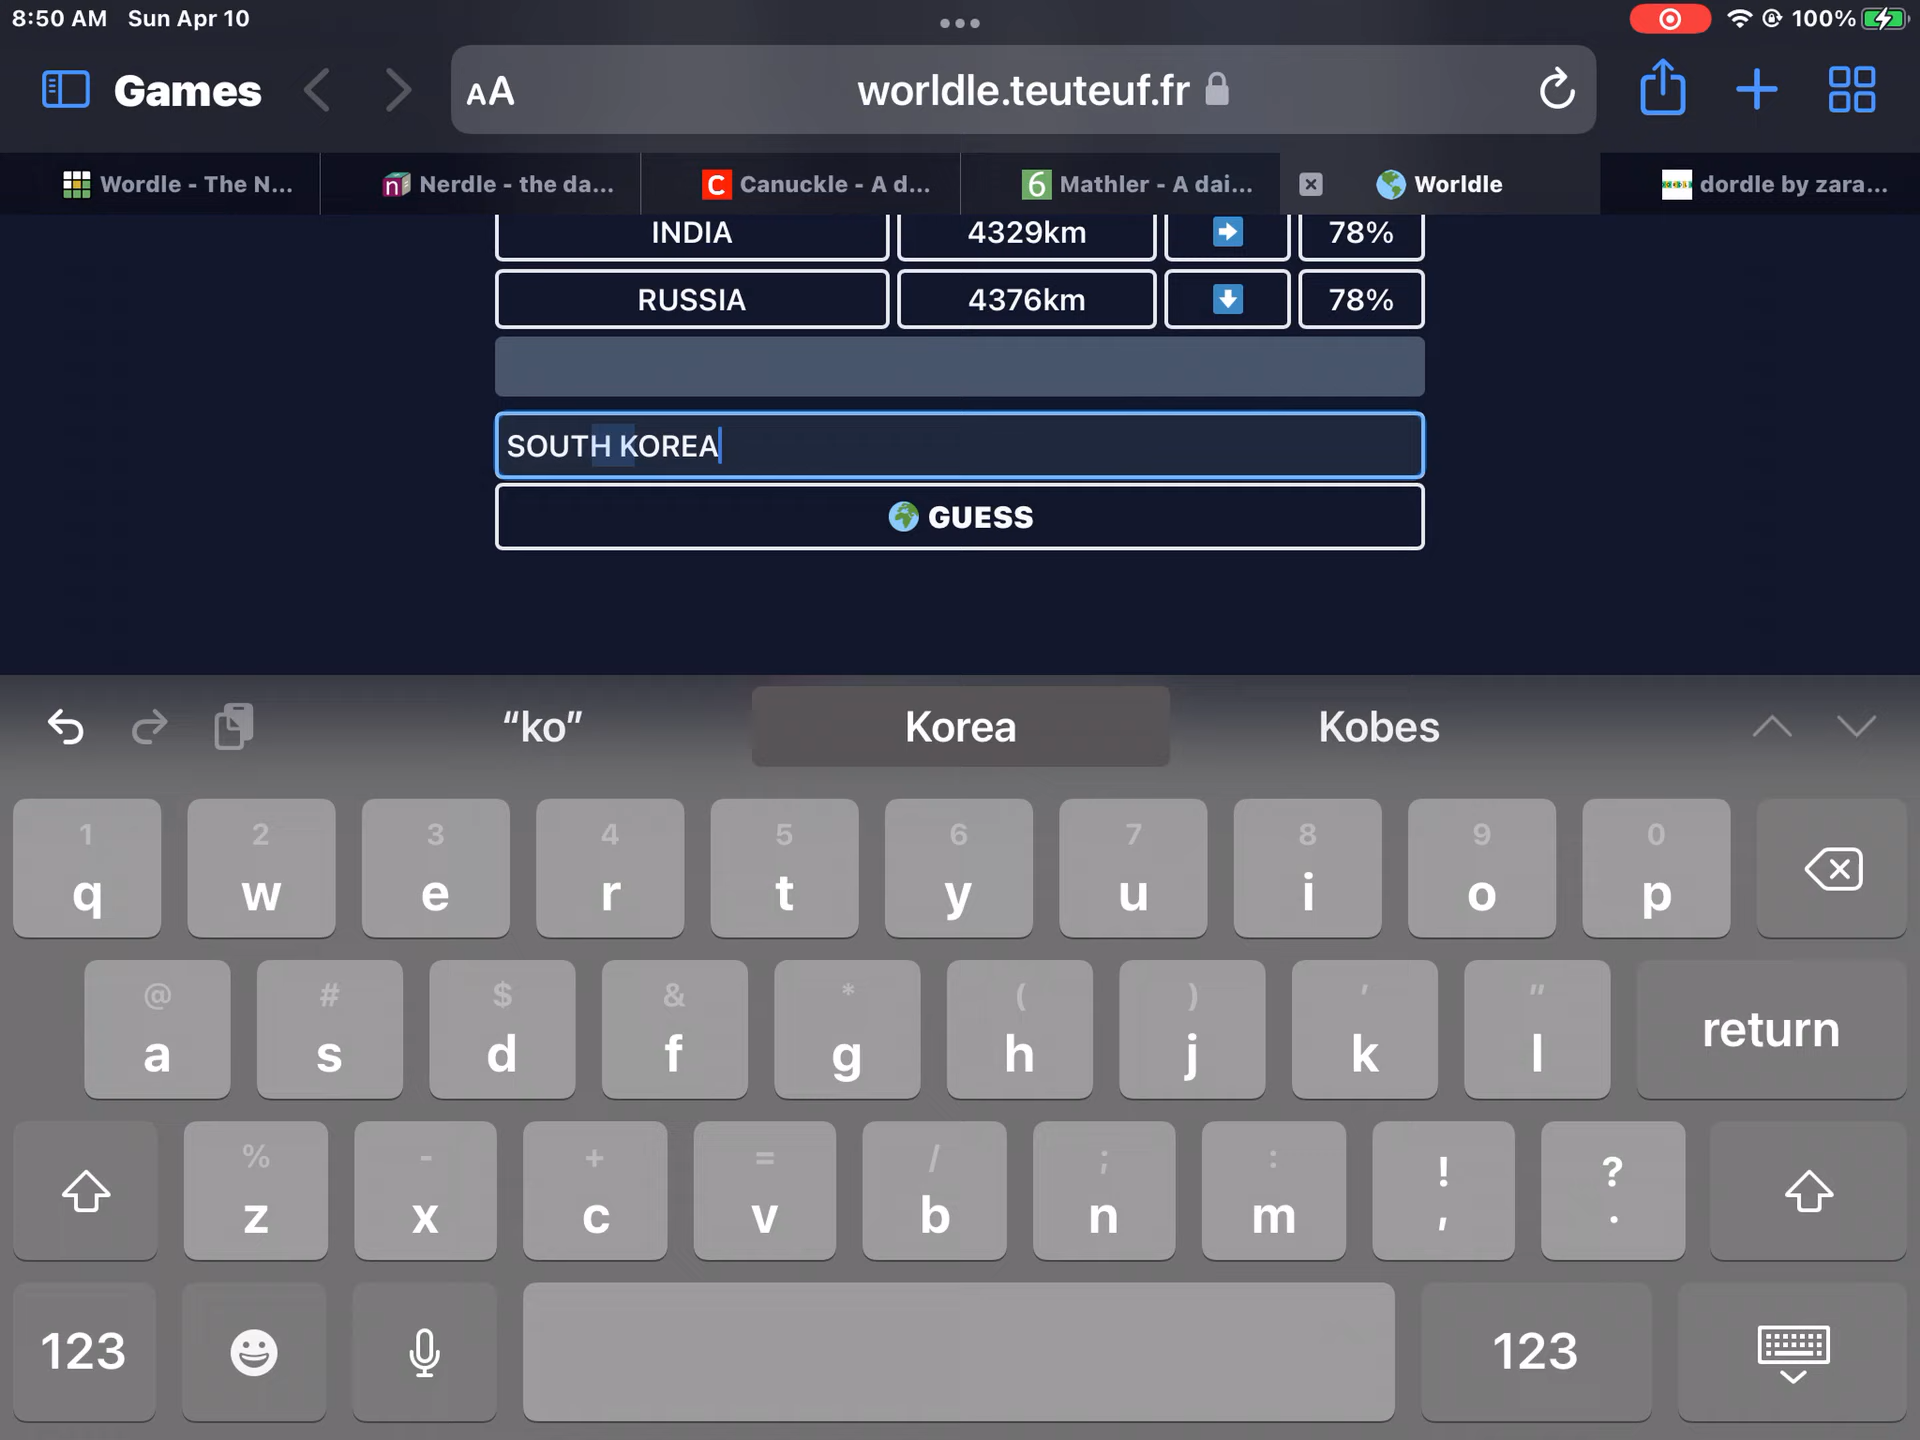 8:50 AM Sun Apr 10
100%
Games
AA
worldle.teuteuf.fr
Wordle - The N...
n Nerdle - the da...
C Canuckle - A d...
6 Mathler - A dai...
Worldle
dordle by zara...
INDIA 4329km 78%
RUSSIA 4376km 78%
SOUTH KOREA
GUESS
“ko” Korea Kobes
1 2 3 4 5 6 7 8 9 0
q w e r t y u i o p
@ # $ & * ( ) ' "
a s d f g h j k l return
% - + = / ; : ! ?
z x c v b n m , .
123 123